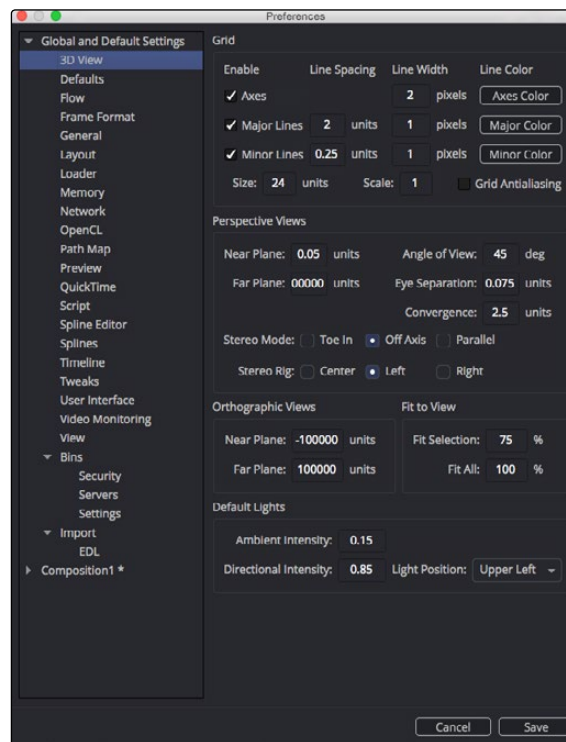 Preferences
Global and Default Settings
3D View
Defaults
Flow
Frame Format
General
Layout
Loader
Memory
Network
OpenCL
Path Map
Preview
QuickTime
Script
Spline Editor
Splines
Timeline
Tweaks
User Interface
Video Monitoring
View
Bins
Security
Servers
Settings
Import
EDL
Composition1 *
Grid
Enable Line Spacing Line Width Line Color
Axes 2 pixels Axes Color
Major Lines 2 units 1 pixels Major Color
Minor Lines 0.25 units 1 pixels Minor Color
Size: 24 units Scale: 1 Grid Antialiasing
Perspective Views
Near Plane: 0.05 units Angle of View: 45 deg
Far Plane: 00000 units Eye Separation: 0.075 units
Convergence: 2.5 units
Stereo Mode: Toe In Off Axis Parallel
Stereo Rig: Center Left Right
Orthographic Views Fit to View
Near Plane: -100000 units Fit Selection: 75 %
Far Plane: 100000 units Fit All: 100 %
Default Lights
Ambient Intensity: 0.15
Directional Intensity: 0.85 Light Position: Upper Left
Cancel Save